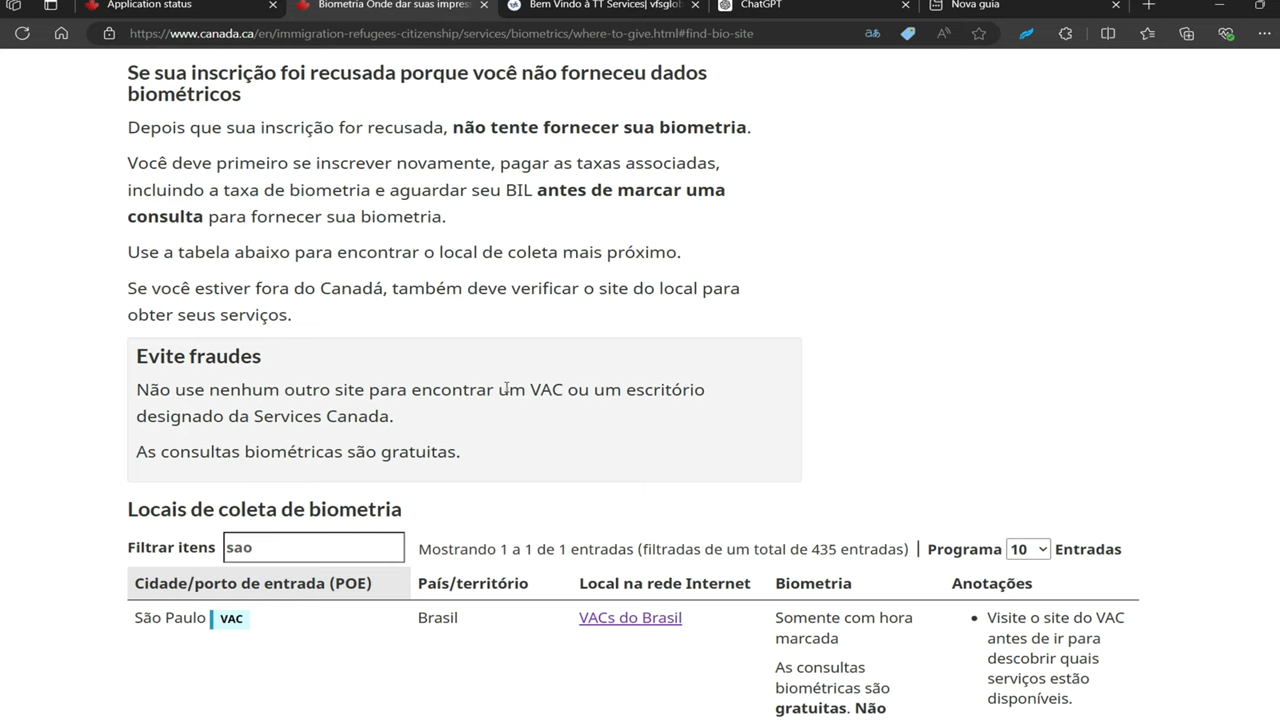 Application status
Biometria Onde dar suas impres
Bem Vindo à TT Services| vfsglob
ChatGPT
Nova guia
https://www.canada.ca/en/immigration-refugees-citizenship/services/biometrics/where-to-give.html#find-bio-site
Se sua inscrição foi recusada porque você não forneceu dados
biométricos
Depois que sua inscrição for recusada, não tente fornecer sua biometria.
Você deve primeiro se inscrever novamente, pagar as taxas associadas,
incluindo a taxa de biometria e aguardar seu BIL antes de marcar uma
consulta para fornecer sua biometria.
Use a tabela abaixo para encontrar o local de coleta mais próximo.
Se você estiver fora do Canadá, também deve verificar o site do local para
obter seus serviços.
Evite fraudes
Não use nenhum outro site para encontrar um VAC ou um escritório
designado da Services Canada.
As consultas biométricas são gratuitas.
Locais de coleta de biometria
Filtrar itens sao Mostrando 1 a 1 de 1 entradas (filtradas de um total de 435 entradas) | Programa 10 Entradas
Cidade/porto de entrada (POE) País/território Local na rede Internet Biometria Anotações
São Paulo VAC Brasil VACs do Brasil Somente com hora • Visite o site do VAC
marcada antes de ir para
As consultas descobrir quais
biométricas são serviços estão
gratuitas. Não disponíveis.